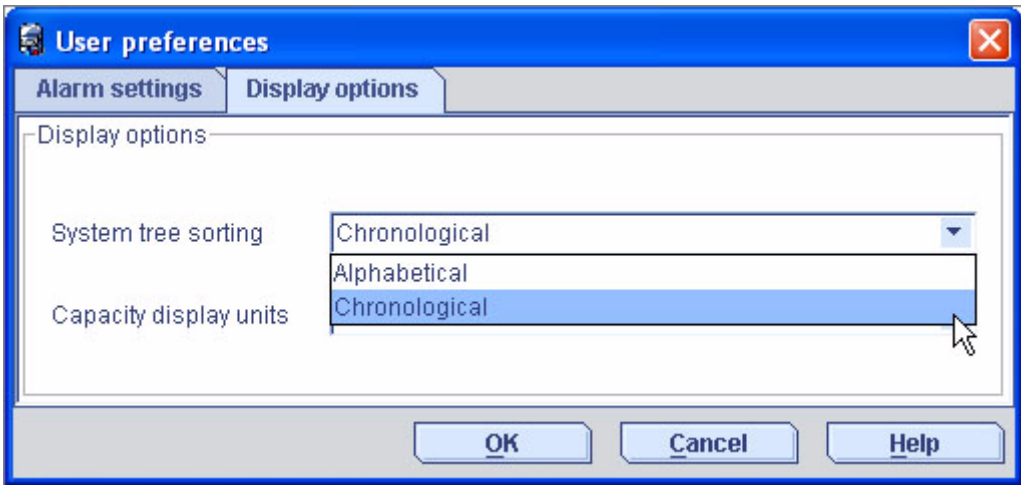 User preferences
Alarm settings Display options
Display options
System tree sorting Chronological
Alphabetical
Capacity display units Chronological
OK Cancel Help